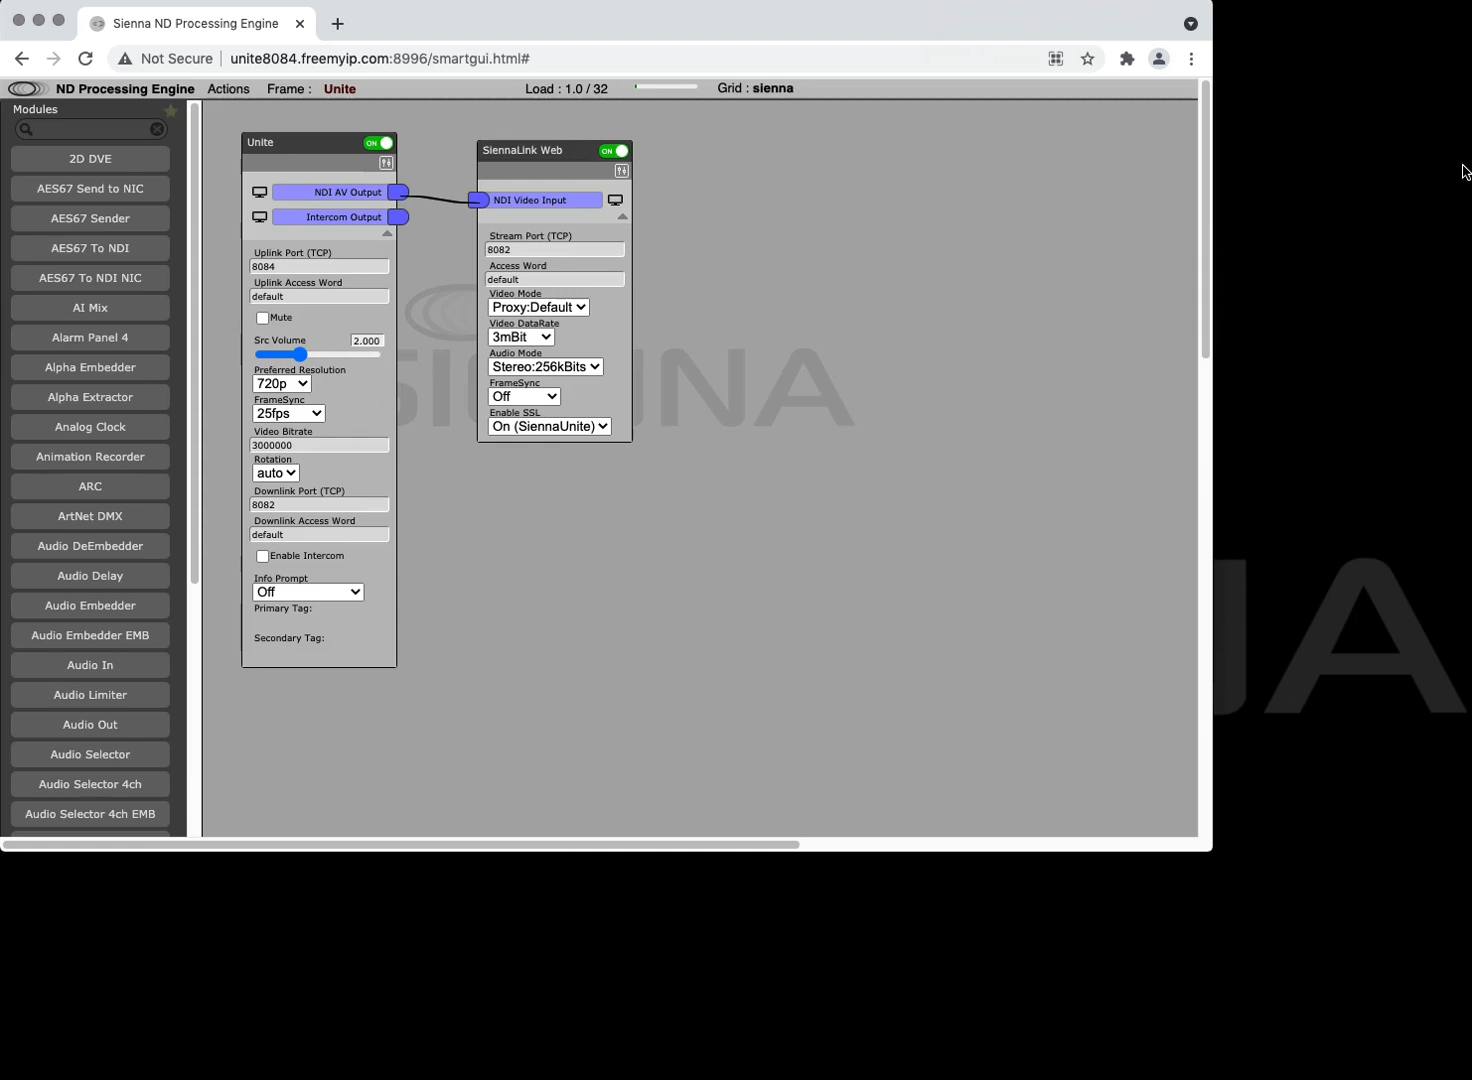 Sienna ND Processing Engine
Not Secure
unite8084.freemyip.com:8996/smartgui.html#
ND Processing Engine Actions Frame : Unite Load : 1.0 / 32 Grid : sienna
Modules
2D DVE
AES67 Send to NIC
AES67 Sender
AES67 To NDI
AES67 To NDI NIC
AI Mix
Alarm Panel 4
Alpha Embedder
Alpha Extractor
Analog Clock
Animation Recorder
ARC
ArtNet DMX
Audio DeEmbedder
Audio Delay
Audio Embedder
Audio Embedder EMB
Audio In
Audio Limiter
Audio Out
Audio Selector
Audio Selector 4ch
Audio Selector 4ch EMB
Unite
ON
NDI AV Output
Intercom Output
Uplink Port (TCP)
8084
Uplink Access Word
default
Mute
Src Volume 2.000
Preferred Resolution
720p
FrameSync
25fps
Video Bitrate
3000000
Rotation
auto
Downlink Port (TCP)
8082
Downlink Access Word
default
Enable Intercom
Info Prompt
Off
Primary Tag:
Secondary Tag:
SiennaLink Web
ON
NDI Video Input
Stream Port (TCP)
8082
Access Word
default
Video Mode
Proxy:Default
Video DataRate
3mBit
Audio Mode
Stereo:256kBits
FrameSync
Off
Enable SSL
On (SiennaUnite)